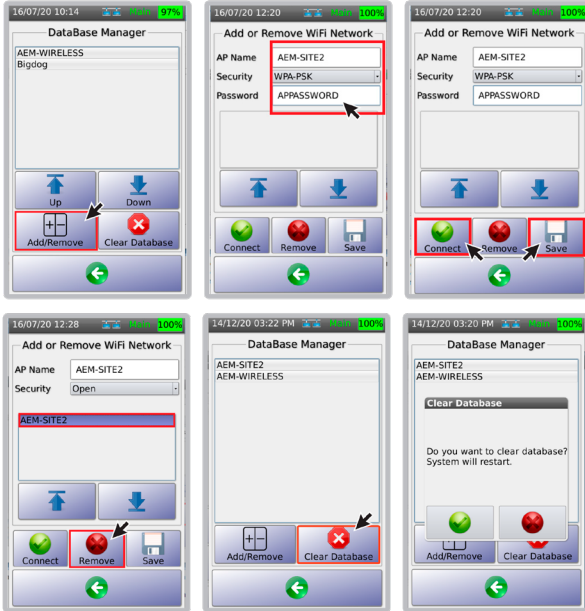 16/07/20 10:14 Main 97%
DataBase Manager
AEM-WIRELESS
Bigdog
Up Down
Add/Remove Clear Database
16/07/20 12:20 Main 100%
Add or Remove WiFi Network
AP Name AEM-SITE2
Security WPA-PSK
Password APPASSWORD
Connect Remove Save
16/07/20 12:20 Main 100%
Add or Remove WiFi Network
AP Name AEM-SITE2
Security WPA-PSK
Password APPASSWORD
Connect Remove Save
16/07/20 12:28 Main 100%
Add or Remove WiFi Network
AP Name AEM-SITE2
Security Open
AEM-SITE2
Connect Remove Save
14/12/20 03:22 PM Main 100%
DataBase Manager
AEM-SITE2
AEM-WIRELESS
Add/Remove Clear Database
14/12/20 03:20 PM Main 100%
DataBase Manager
AEM-SITE2
AEM-WIRELESS
Clear Database
Do you want to clear database?
System will restart.
Add/Remove Clear Database